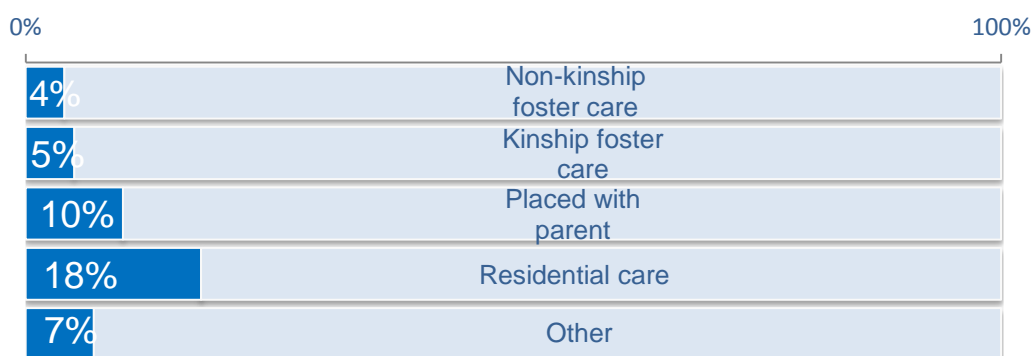 0%
100%
4%
Non-kinship
foster care
5%
Kinship foster
care
10%
Placed with
parent
18%
Residential care
7%
Other